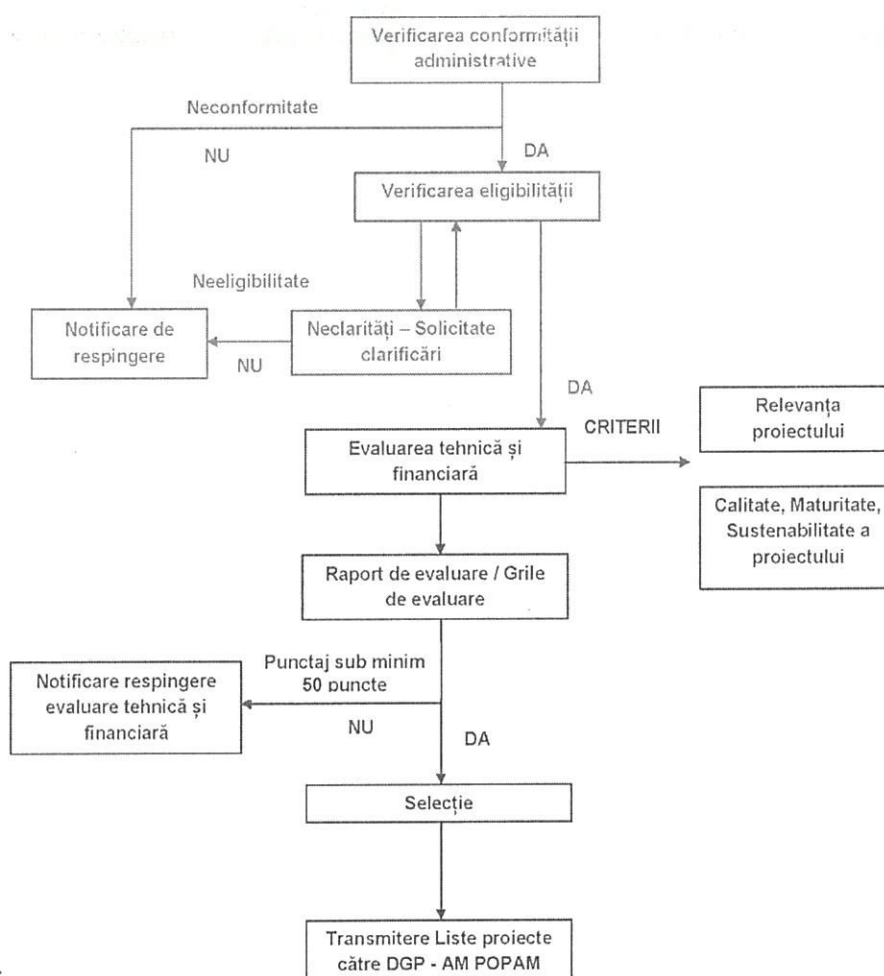 Verificarea conformității
administrative
Neconformitate
NU
DA
Verificarea eligibilității
Neeligibilitate
Notificare de
respingere
NU
Neclarități – Solicitate
clarificări
DA
CRITERII
Relevanța
proiectului
Evaluarea tehnică și
financiară
Calitate, Maturitate,
Sustenabilitate a
proiectului
Raport de evaluare / Grile
de evaluare
Punctaj sub minim
50 puncte
Notificare respingere
evaluare tehnică și
financiară
NU
DA
Selecție
Transmitere Liste proiecte
către DGP - AM POPAM